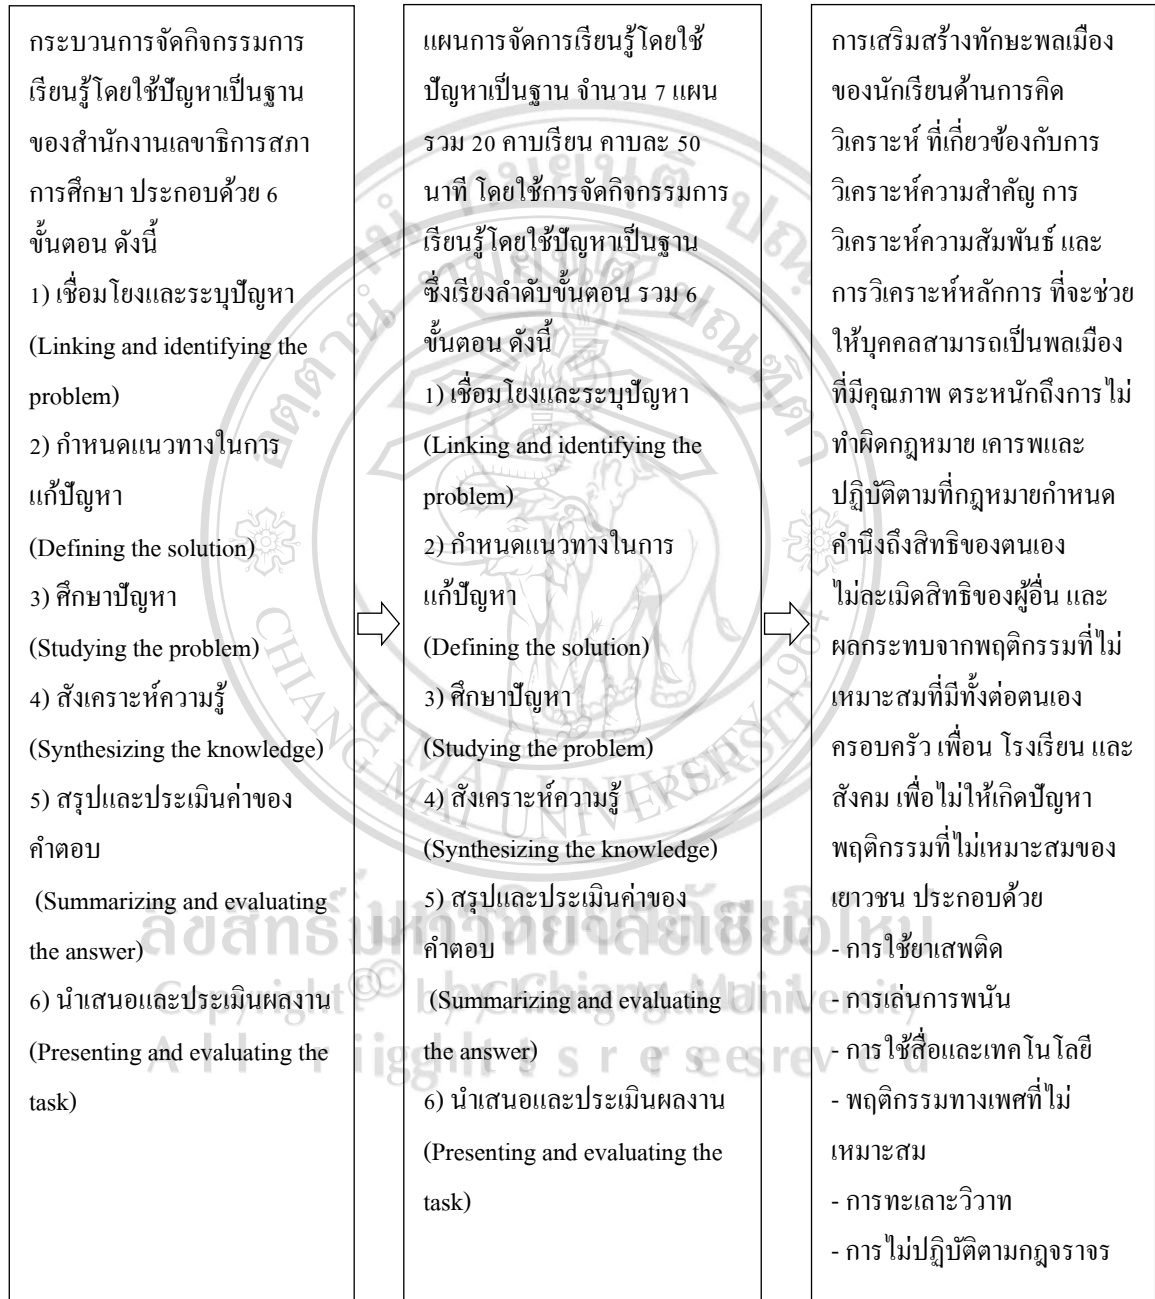 กระบวนการจัดกิจกรรมการ
เรียนรู้โดยใช้ปัญหาเป็นฐาน
ของสำนักงานเลขาธิการสภา
การศึกษา ประกอบด้วย 6
ขั้นตอน ดังนี้
1) เชื่อมโยงและระบุปัญหา
(Linking and identifying the
problem)
2) กำหนดแนวทางในการ
แก้ปัญหา
(Defining the solution)
3) ศึกษาปัญหา
(Studying the problem)
4) สังเคราะห์ความรู้
(Synthesizing the knowledge)
5) สรุปและประเมินค่าของ
คำตอบ
(Summarizing and evaluating
the answer)
6) นำเสนอและประเมินผลงาน
(Presenting and evaluating the
task)
แผนการจัดการเรียนรู้โดยใช้
ปัญหาเป็นฐาน จำนวน 7 แผน
รวม 20 คาบเรียน คาบละ 50
นาที โดยใช้การจัดกิจกรรมการ
เรียนรู้โดยใช้ปัญหาเป็นฐาน
ซึ่งเรียงลำดับขั้นตอน รวม 6
ขั้นตอน ดังนี้
1) เชื่อมโยงและระบุปัญหา
(Linking and identifying the
problem)
2) กำหนดแนวทางในการ
แก้ปัญหา
(Defining the solution)
3) ศึกษาปัญหา
(Studying the problem)
4) สังเคราะห์ความรู้
(Synthesizing the knowledge)
5) สรุปและประเมินค่าของ
คำตอบ
(Summarizing and evaluating
the answer)
6) นำเสนอและประเมินผลงาน
(Presenting and evaluating the
task)
การเสริมสร้างทักษะพลเมือง
ของนักเรียนด้านการคิด
วิเคราะห์ ที่เกี่ยวข้องกับการ
วิเคราะห์ความสำคัญ การ
วิเคราะห์ความสัมพันธ์ และ
การวิเคราะห์หลักการ ที่จะช่วย
ให้บุคคลสามารถเป็นพลเมือง
ที่มีคุณภาพ ตระหนักถึงการไม่
ทำผิดกฎหมาย เคารพและ
ปฏิบัติตามที่กฎหมายกำหนด
คำนึงถึงสิทธิของตนเอง
ไม่ละเมิดสิทธิของผู้อื่น และ
ผลกระทบจากพฤติกรรมที่ไม่
เหมาะสมที่มีทั้งต่อตนเอง
ครอบครัว เพื่อน โรงเรียน และ
สังคม เพื่อไม่ให้เกิดปัญหา
พฤติกรรมที่ไม่เหมาะสมของ
เยาวชน ประกอบด้วย
- การใช้ยาเสพติด
- การเล่นการพนัน
- การใช้สื่อและเทคโนโลยี
- พฤติกรรมทางเพศที่ไม่
เหมาะสม
- การทะเลาะวิวาท
- การไม่ปฏิบัติตามกฎจราจร